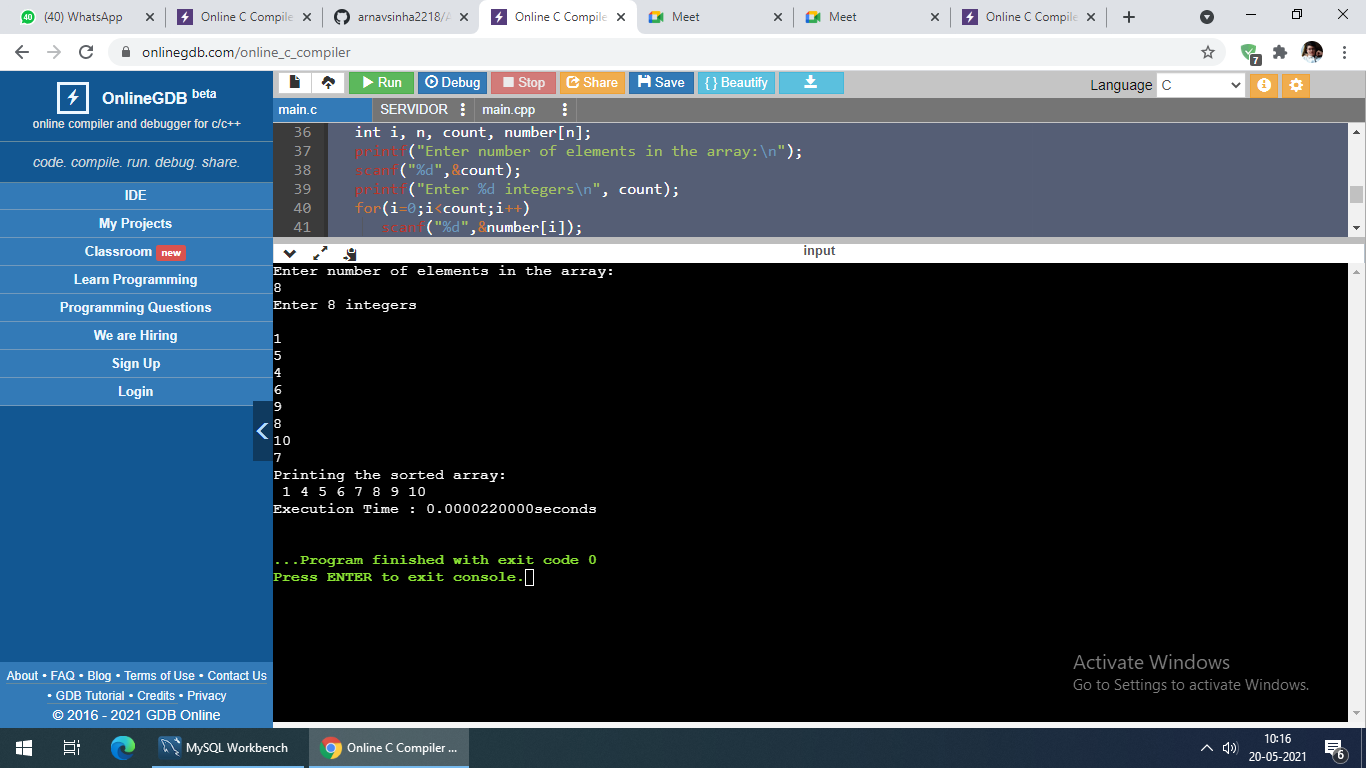 (40) WhatsApp
Online C Compile
arnavsinha2218/A
Online C Compile
Meet
Meet
Online C Compile
onlinegdb.com/online_c_compiler
7
OnlineGDB beta
online compiler and debugger for c/c++
code. compile. run. debug. share.
IDE
My Projects
Classroom new
Learn Programming
Programming Questions
We are Hiring
Sign Up
Login
About • FAQ • Blog • Terms of Use • Contact Us
• GDB Tutorial • Credits • Privacy
© 2016 - 2021 GDB Online
Run Debug Stop Share Save { } Beautify
Language C
main.c SERVIDOR main.cpp
36 int i, n, count, number[n];
37 printf("Enter number of elements in the array:\n");
38 scanf("%d",&count);
39 printf("Enter %d integers\n", count);
40 for(i=0;i<count;i++)
41 scanf("%d",&number[i]);
input
Enter number of elements in the array:
8
Enter 8 integers
1
5
4
6
9
8
10
7
Printing the sorted array:
1 4 5 6 7 8 9 10
Execution Time : 0.0000220000seconds
...Program finished with exit code 0
Press ENTER to exit console.
Activate Windows
Go to Settings to activate Windows.
MySQL Workbench
Online C Compiler ...
10:16
20-05-2021
6